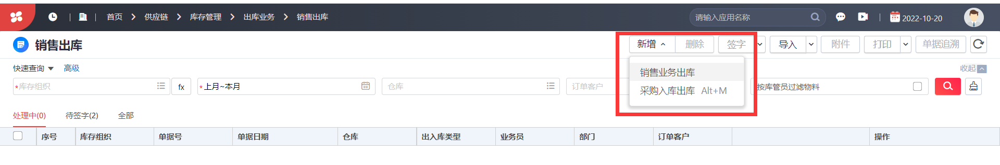 首页 供应链 库存管理 出库业务 销售出库 请输入应用名称 2022-10-20
销售出库 新增 删除 签字 导入 附件 打印 单据追溯
快速查询 高级 收起
销售业务出库
*库存组织 fx *上月~本月 仓库 订单客户 按库管员过滤物料
采购入库出库 Alt+M
处理中(0) 待签字(2) 全部
序号 库存组织 单据号 单据日期 仓库 出入库类型 业务员 部门 订单客户 操作